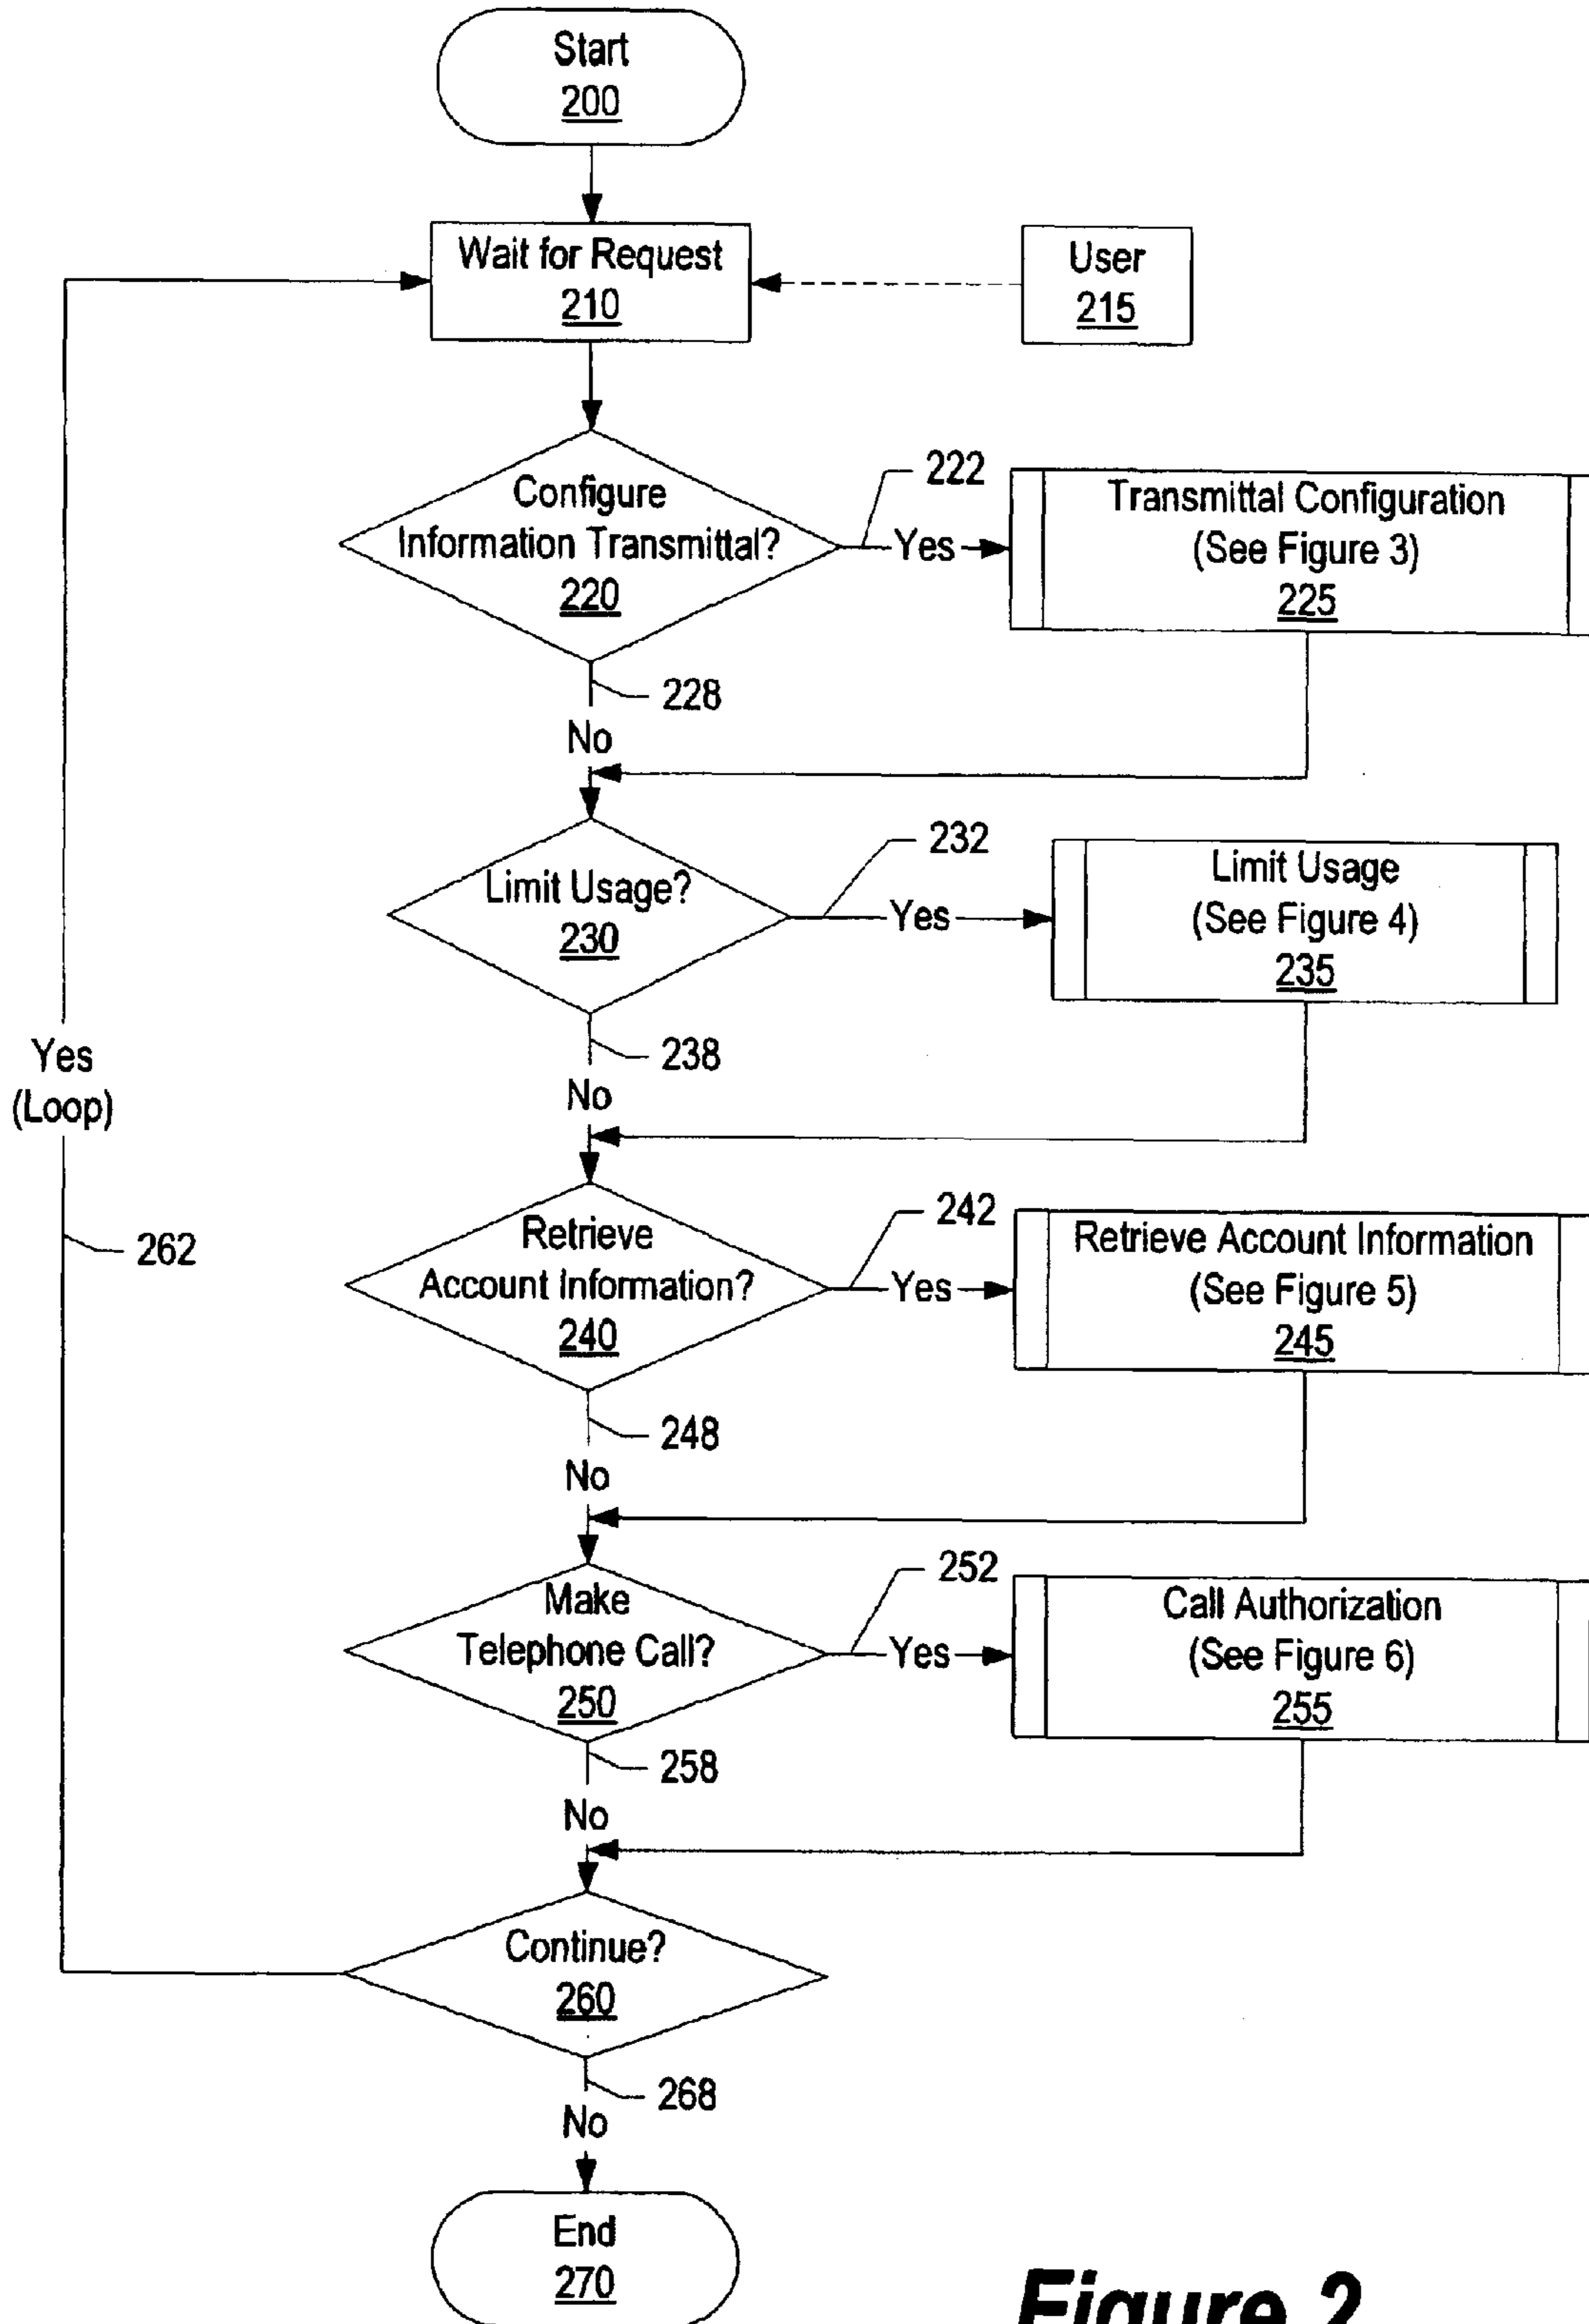 Start
200
Wait for Request
210
User
215
Configure
Information Transmittal?
220
222
Yes
Transmittal Configuration
(See Figure 3)
225
228
No
Limit Usage?
230
232
Yes
Limit Usage
(See Figure 4)
235
238
No
Yes
(Loop)
262
Retrieve
Account Information?
240
242
Yes
Retrieve Account Information
(See Figure 5)
245
248
No
Make
Telephone Call?
250
252
Yes
Call Authorization
(See Figure 6)
255
258
No
Continue?
260
268
No
End
270
Figure 2